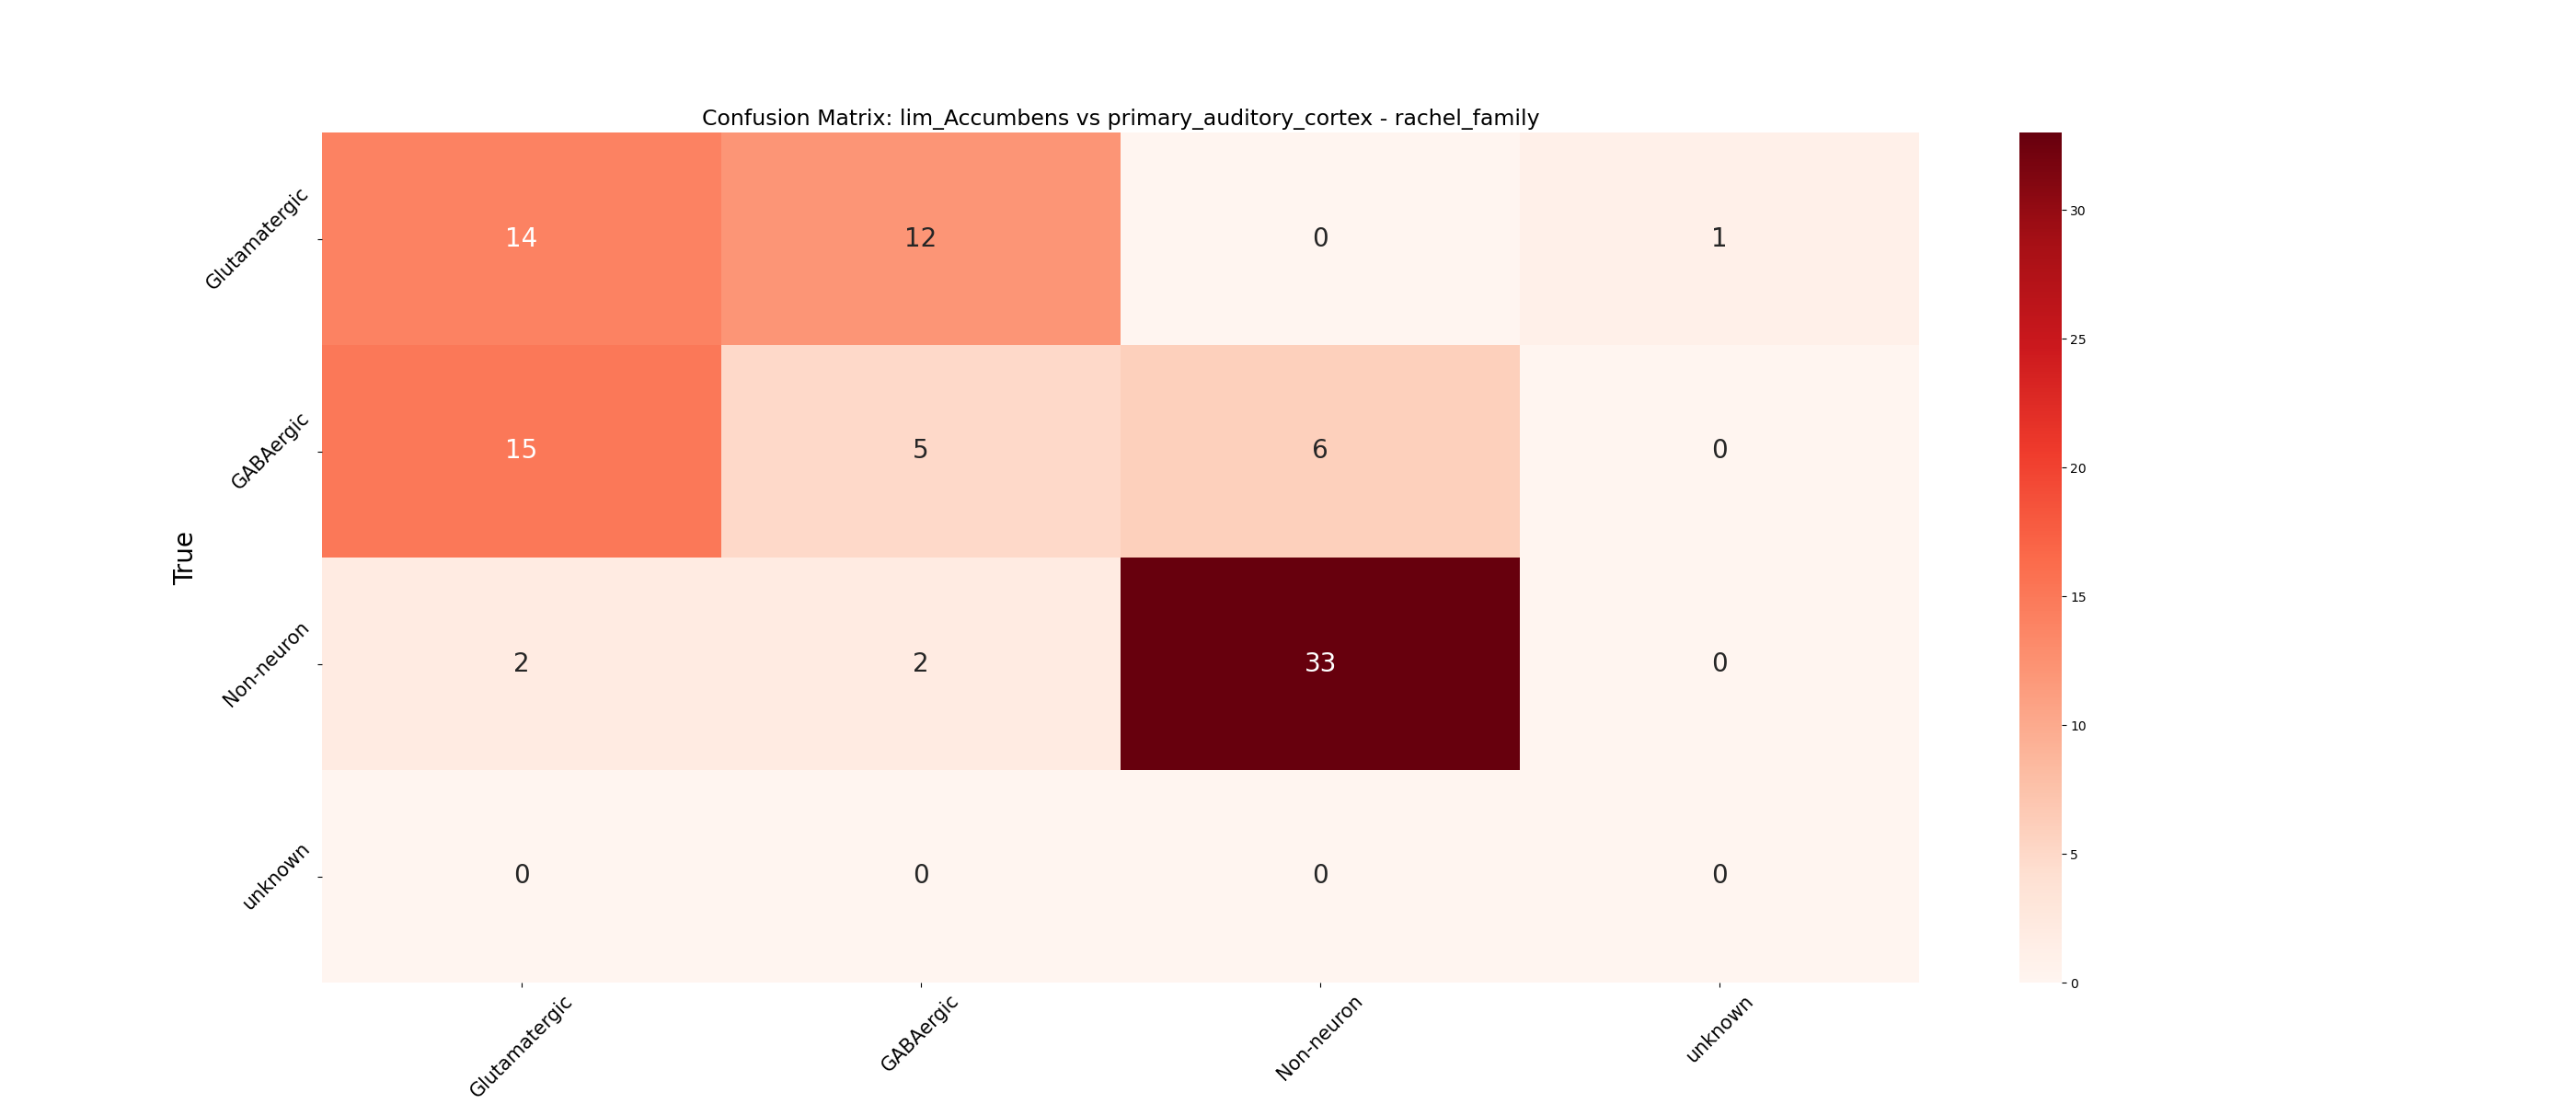 Confusion Matrix: lim_Accumbens vs primary_auditory_cortex - rachel_family
True
Glutamatergic
14 12 0 1
GABAergic
15 5 6 0
Non-neuron
2 2 33 0
unknown
0 0 0 0
Glutamatergic GABAergic Non-neuron unknown
30
25
20
15
10
5
0